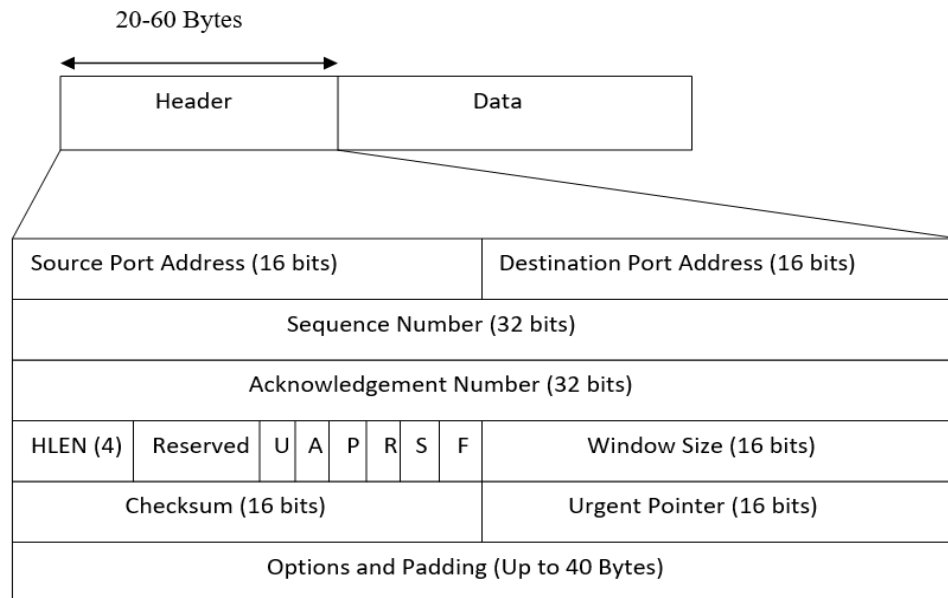 20-60 Bytes
Header Data
Source Port Address (16 bits) Destination Port Address (16 bits)
Sequence Number (32 bits)
Acknowledgement Number (32 bits)
HLEN (4) Reserved U A P R S F Window Size (16 bits)
Checksum (16 bits) Urgent Pointer (16 bits)
Options and Padding (Up to 40 Bytes)